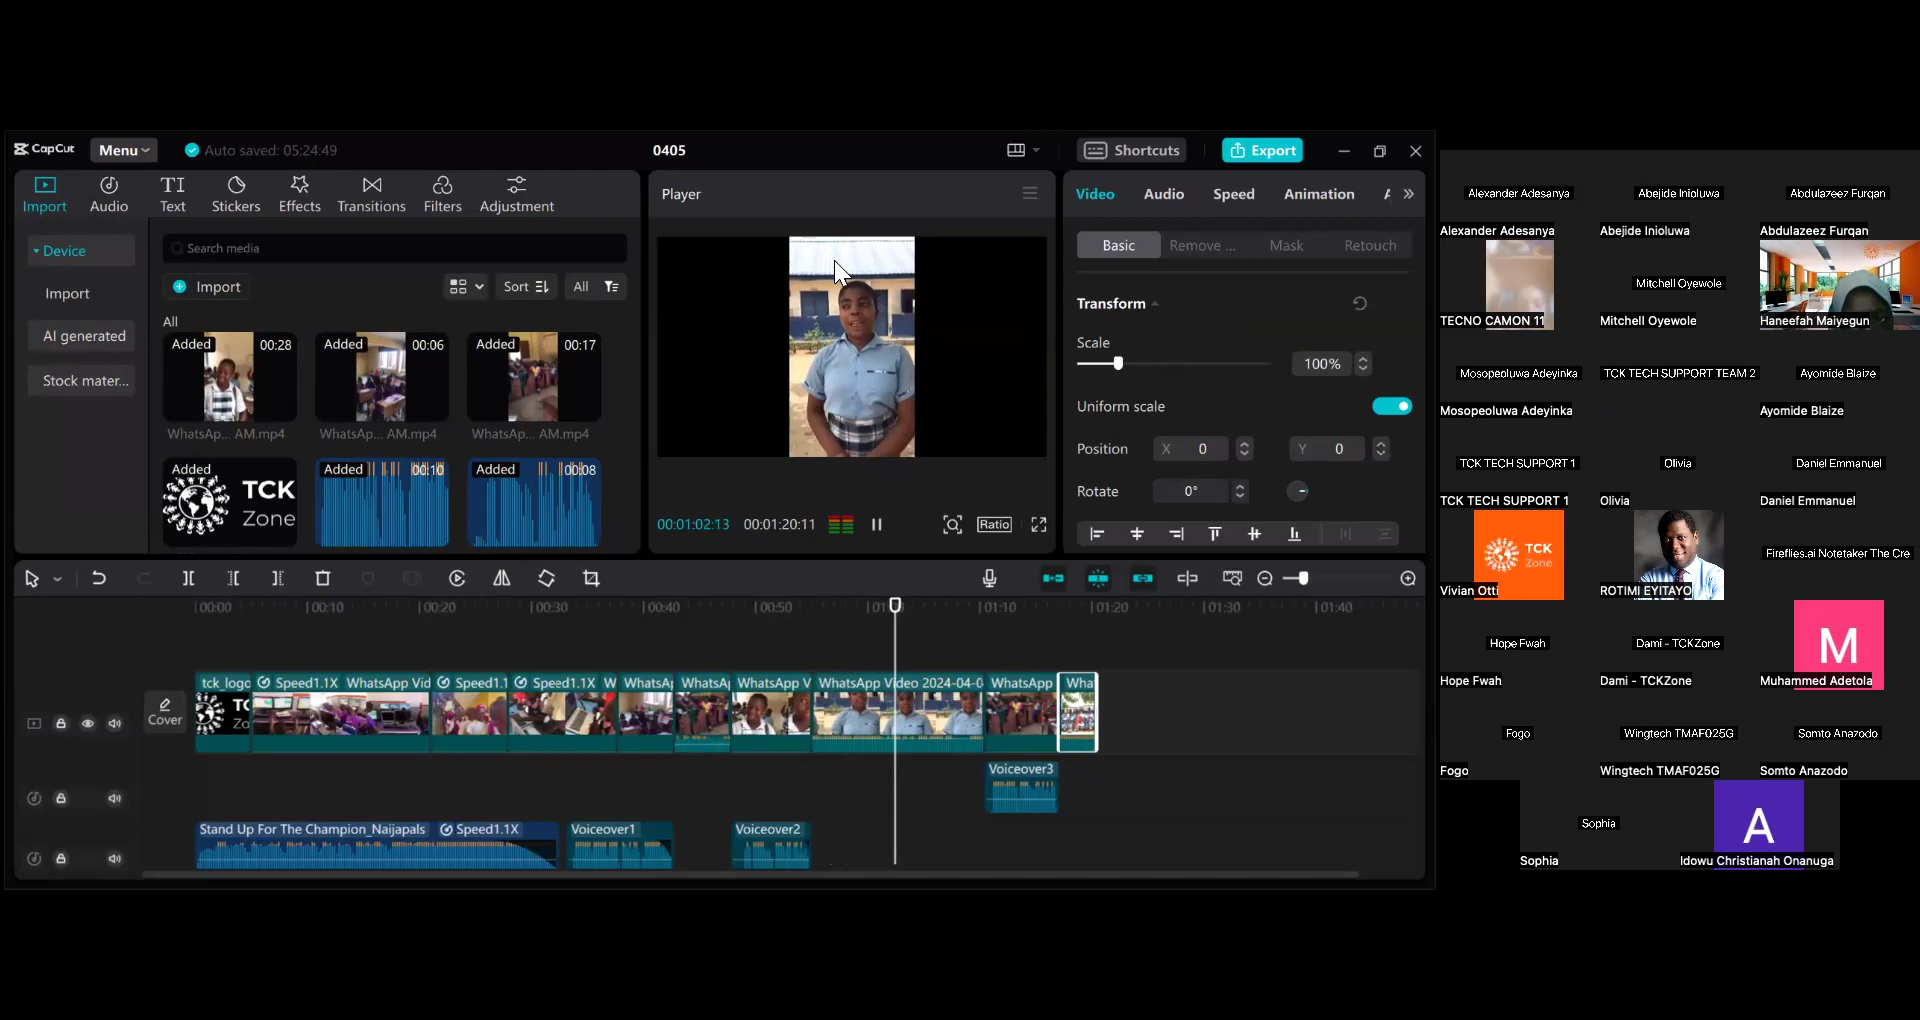 CapCut Menu Auto saved: 05:24:49 0405 Shortcuts Export
Import Audio Text Stickers Effects Transitions Filters Adjustment
Device
Import
AI generated
Stock mater...
Search media
Import Sort All
All
Added 00:28 Added 00:06 Added 00:17
WhatsAp... AM.mp4 WhatsAp... AM.mp4 WhatsAp... AM.mp4
Added Added 00:10 Added 00:08
TCK
Zone
Player
00:01:02:13 00:01:20:11 Ratio
Video Audio Speed Animation
Basic Remove ... Mask Retouch
Transform
Scale
100%
Uniform scale
Position X 0 Y 0
Rotate 0°
00:00 00:10 00:20 00:30 00:40 00:50 01:10 01:20 01:30 01:40
Cover
tck_logo Speed1.1X WhatsApp Vid Speed1.1 Speed1.1X W WhatsA WhatsA WhatsApp V WhatsApp Video 2024-04-0 WhatsApp Wha
Voiceover3
Stand Up For The Champion_Naijapals Speed1.1X Voiceover1 Voiceover2
Alexander Adesanya Abejide Inioluwa Abdulazeez Furqan
Alexander Adesanya Abejide Inioluwa Abdulazeez Furqan
Mitchell Oyewole
TECNO CAMON 11 Mitchell Oyewole Haneefah Maiyegun
Mosopeoluwa Adeyinka TCK TECH SUPPORT TEAM 2 Ayomide Blaize
Mosopeoluwa Adeyinka Ayomide Blaize
TCK TECH SUPPORT 1 Olivia Daniel Emmanuel
TCK TECH SUPPORT 1 Olivia Daniel Emmanuel
TCK
Zone
Fireflies.ai Notetaker The Cre
Vivian Otti ROTIMI EYITAYO
Hope Fwah Dami - TCKZone M
Hope Fwah Dami - TCKZone Muhammed Adetola
Fogo Wingtech TMAF025G Somto Anazodo
Fogo Wingtech TMAF025G Somto Anazodo
Sophia A
Sophia Idowu Christianah Onanuga